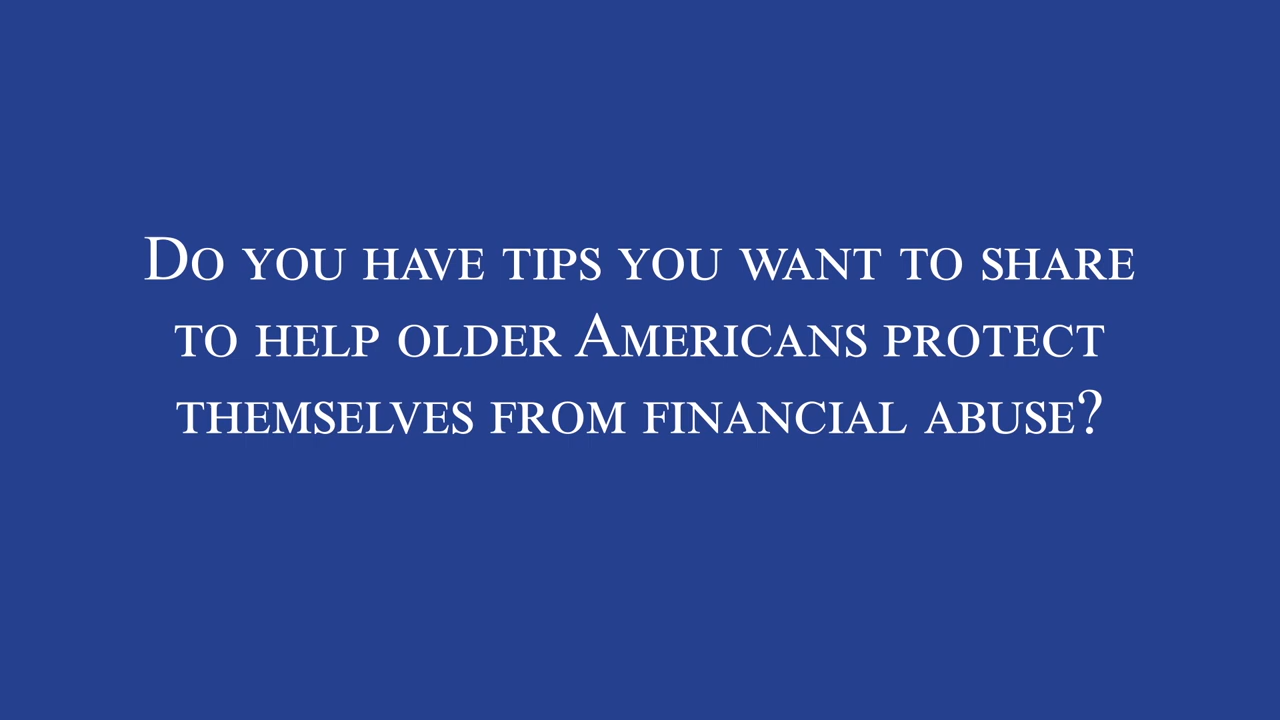 Do you have tips you want to share
to help older Americans protect
themselves from financial abuse?